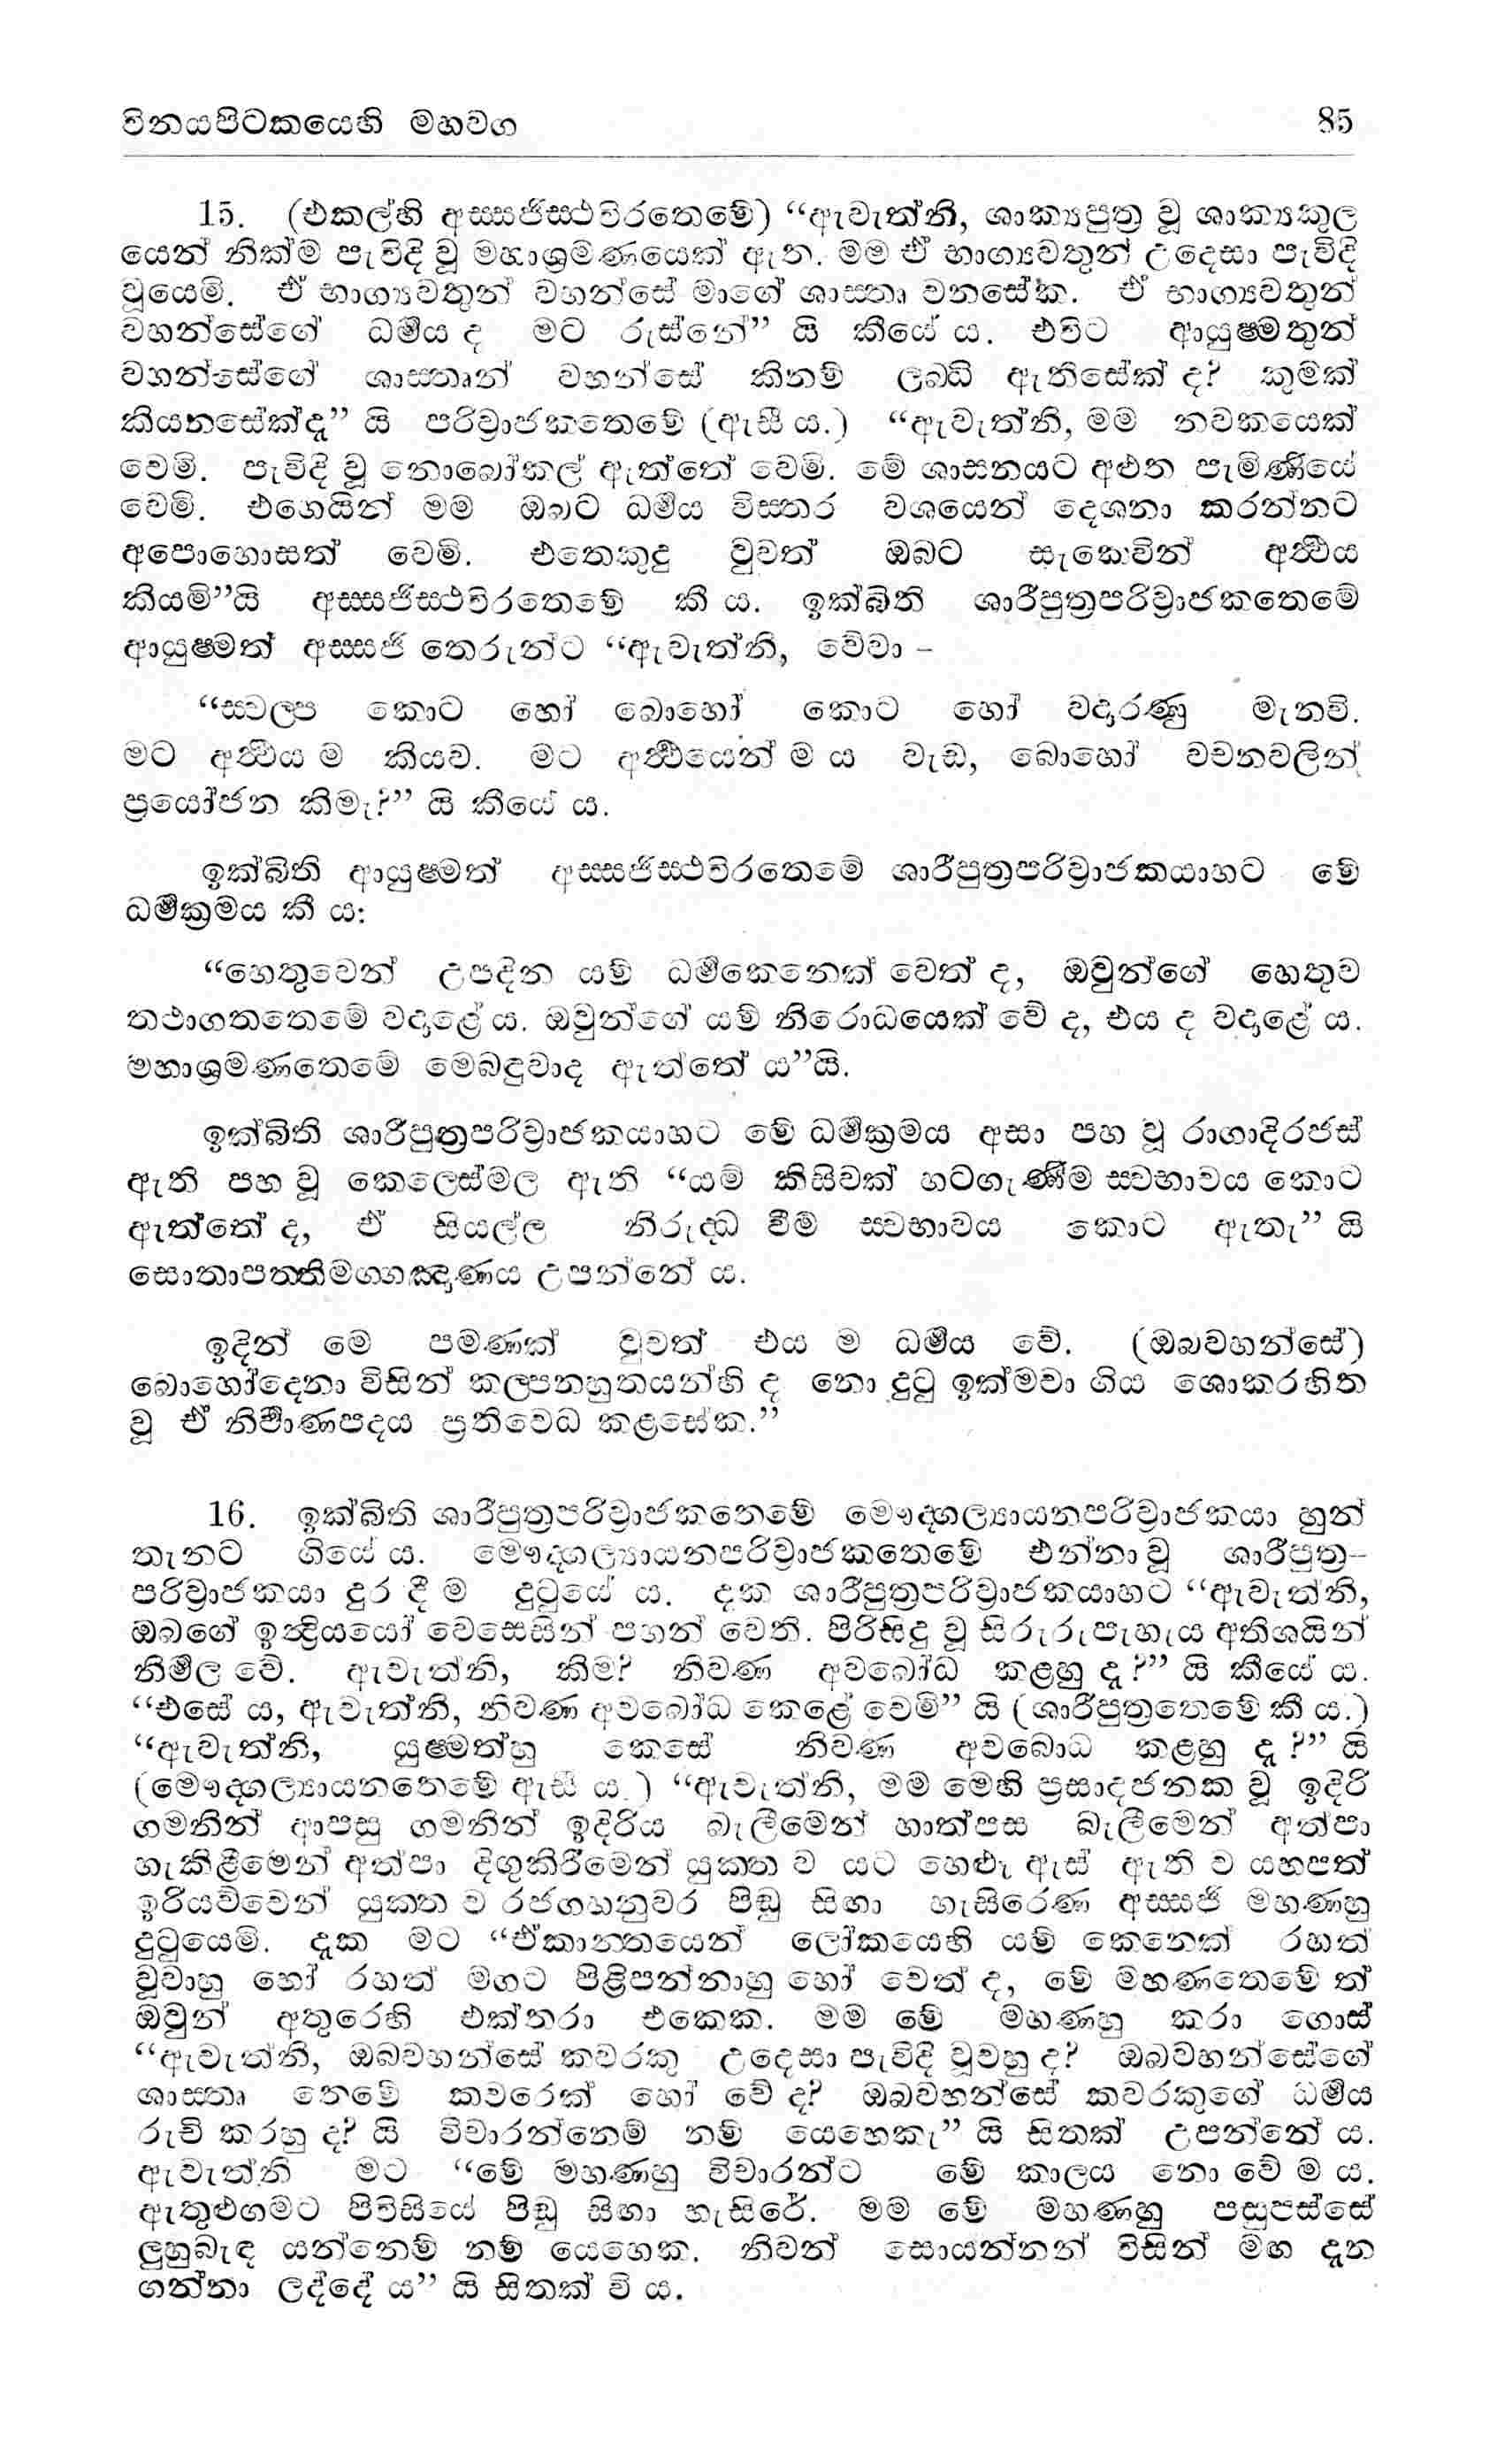 විනයපිටකයෙහි මහවග 85
15. (එකල්හි අස්සජිස්ථවිරතෙමේ) “ඇවැත්නි, ශාක්‍යපුත්‍ර වූ ශාක්‍යකුල
යෙන් නික්ම පැවිදි වූ මහාශ්‍රමණයෙක් ඇත. මම ඒ භාග්‍යවතුන් උදෙසා පැවිදි
වූයෙමි. ඒ භාග්‍යවතුන් වහන්සේ මාගේ ශාස්තෘ වනසේක. ඒ භාග්‍යවතුන්
වහන්සේගේ ධර්‍මය ද මට රුස්නේ” යි කීයේ ය. එවිට ආයුෂ්මතුන්
වහන්සේගේ ශාස්තෘන් වහන්සේ කිනම් ලබ්ධි ඇතිසේක් ද? කුමක්
කියනසේක්දැ” යි පරිව්‍රාජකතෙමේ (ඇසී ය.) “ඇවැත්නි, මම නවකයෙක්
වෙමි. පැවිදි වූ නොබෝකල් ඇත්තේ වෙමි. මේ ශාසනයට අළුත පැමිණියේ
වෙමි. එහෙයින් මම ඔබට ධර්‍මය විස්තර වශයෙන් දෙශනා කරන්නට
අපොහොසත් වෙමි. එතෙකුදු වුවත් ඔබට සැකෙවින් අර්‍ථය
කියමි”යි අස්සජිස්ථවිරතෙමේ කී ය. ඉක්බිති ශාරීපුත්‍රපරිව්‍රාජකතෙමේ
ආයුෂ්මත් අස්සජි තෙරුන්ට “ඇවැත්නි, වේවා –
“ස්වල්ප කොට හෝ බොහෝ කොට හෝ වදාරණු මැනවි.
මට අර්‍ථය ම කියව. මට අර්‍ථයෙන් ම ය වැඩ, බොහෝ වචනවලින්
ප්‍රයෝජන කිමැ?” යි කීයේ ය.
ඉක්බිති ආයුෂ්මත් අස්සජිස්ථවිරතෙමේ ශාරීපුත්‍රපරිව්‍රාජකයාහට මේ
ධර්‍මක්‍රමය කී ය:
“හෙතුවෙන් උපදින යම් ධර්‍මකෙනෙක් වෙත් ද, ඔවුන්ගේ හෙතුව
තථාගතතෙමේ වදාළේ ය. ඔවුන්ගේ යම් නිරොධයෙක් වේ ද, එය ද වදාළේ ය.
මහාශ්‍රමණතෙමේ මෙබඳුවාද ඇත්තේ ය”යි.
ඉක්බිති ශාරීපුත්‍රපරිව්‍රාජකයාහට මේ ධර්‍මක්‍රමය අසා පහ වූ රාගාදිරජස්
ඇති පහ වූ කෙලෙස්මල ඇති “යම් කිසිවක් හටගැණීම ස්වභාවය කොට
ඇත්තේ ද, ඒ සියල්ල නිරුද්ධ වීම් ස්වභාවය කොට ඇතැ” යි
සොතාපත්තිමග්ගඤාණය උපන්නේ ය.
ඉදින් මෙ පමණක් වුවත් එය ම ධර්‍මය වේ. (ඔබවහන්සේ)
බොහෝදෙනා විසින් කල්පනහුතයන්හි ද නො දුටු ඉක්මවා ගිය ශොකරහිත
වූ ඒ නිර්‍වාණපදය ප්‍රතිවෙධ කළසේක.”
16. ඉක්බිති ශාරීපුත්‍රපරිව්‍රාජකතෙමේ මෞද්ගල්‍යායනපරිව්‍රාජකයා හුන්
තැනට ගියේ ය. මෞද්ගල්‍යායනපරිව්‍රාජකතෙමේ එන්නා වූ ශාරීපුත්‍ර–
පරිව්‍රාජකයා දුර දී ම දුටුයේ ය. දැක ශාරීපුත්‍රපරිව්‍රාජකයාහට “ඇවැත්නි,
ඔබගේ ඉන්‍ද්‍රියයෝ වෙසෙසින් පහන් වෙති. පිරිසිදු වූ සිරුරුපැහැය අතිශයින්
නිර්‍මල වේ. ඇවැත්නි, කිම? නිවණ අවබෝධ කළහු දැ?” යි කීයේ ය.
“එසේ ය, ඇවැත්නි, නිවණ අවබෝධ කෙළේ වෙමි” යි (ශාරීපුත්‍රතෙමේ කී ය.)
“ඇවැත්නි, යුෂ්මත්හු කෙසේ නිවණ අවබොධ කළහු දැ?” යි
(මෞද්ගල්‍යායනතෙමේ ඇසී ය.) “ඇවැත්නි, මම මෙහි ප්‍රසාදජනක වූ ඉදිරි
ගමනින් ආපසු ගමනින් ඉදිරිය බැලීමෙන් හාත්පස බැලීමෙන් අත්පා
හැකිළීමෙන් අත්පා දිගුකිරීමෙන් යුක්ත ව යට හෙළූ ඇස් ඇති ව යහපත්
ඉරියව්වෙන් යුක්ත ව රජගහනුවර පිඬු සිඟා හැසිරෙණ අස්සජි මහණහු
දුටුයෙමි. දැක මට “ඒකාන්තයෙන් ලෝකයෙහි යම් කෙනෙක් රහත්
වූවාහු හෝ රහත් මගට පිළිපන්නාහු හෝ වෙත් ද, මේ මහණතෙමේ ත්
ඔවුන් අතුරෙහි එක්තරා එකෙක. මම මේ මහණහු කරා ගොස්
“ඇවැත්නි, ඔබවහන්සේ කවරකු උදෙසා පැවිදි වූවහු ද? ඔබවහන්සේගේ
ශාස්තෘ තෙමේ කවරෙක් හෝ වේ ද? ඔබවහන්සේ කවරකුගේ ධර්‍මය
රුචි කරහු ද? යි විචාරන්නෙම් නම් යෙහෙකැ” යි සිතක් උපන්නේ ය.
ඇවැත්නි මට “මේ මහණහු විචාරන්ට මේ කාලය නො වේ ම ය.
ඇතුළුගමට පිවිසියේ පිඬු සිඟා හැසිරේ. මම මේ මහණහු පසුපස්සේ
ලුහුබැඳ යන්නෙම් නම් යෙහෙක. නිවන් සොයන්නන් විසින් මඟ දැන
ගන්නා ලද්දේ ය” යි සිතක් වි ය.